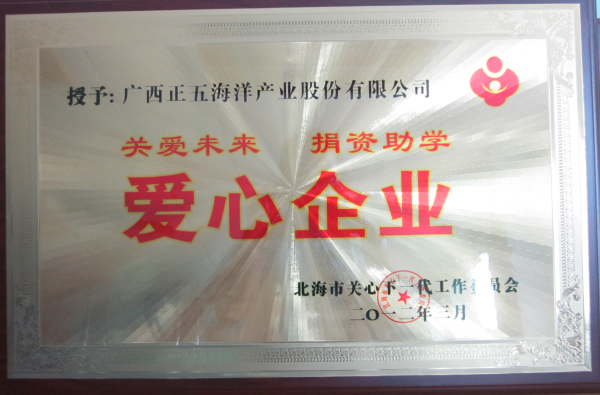 授予:广西正五海洋产业股份有限公司
关爱未来 捐资助学
爱心企业
北海市关心下一代工作委员会
二〇一二年三月